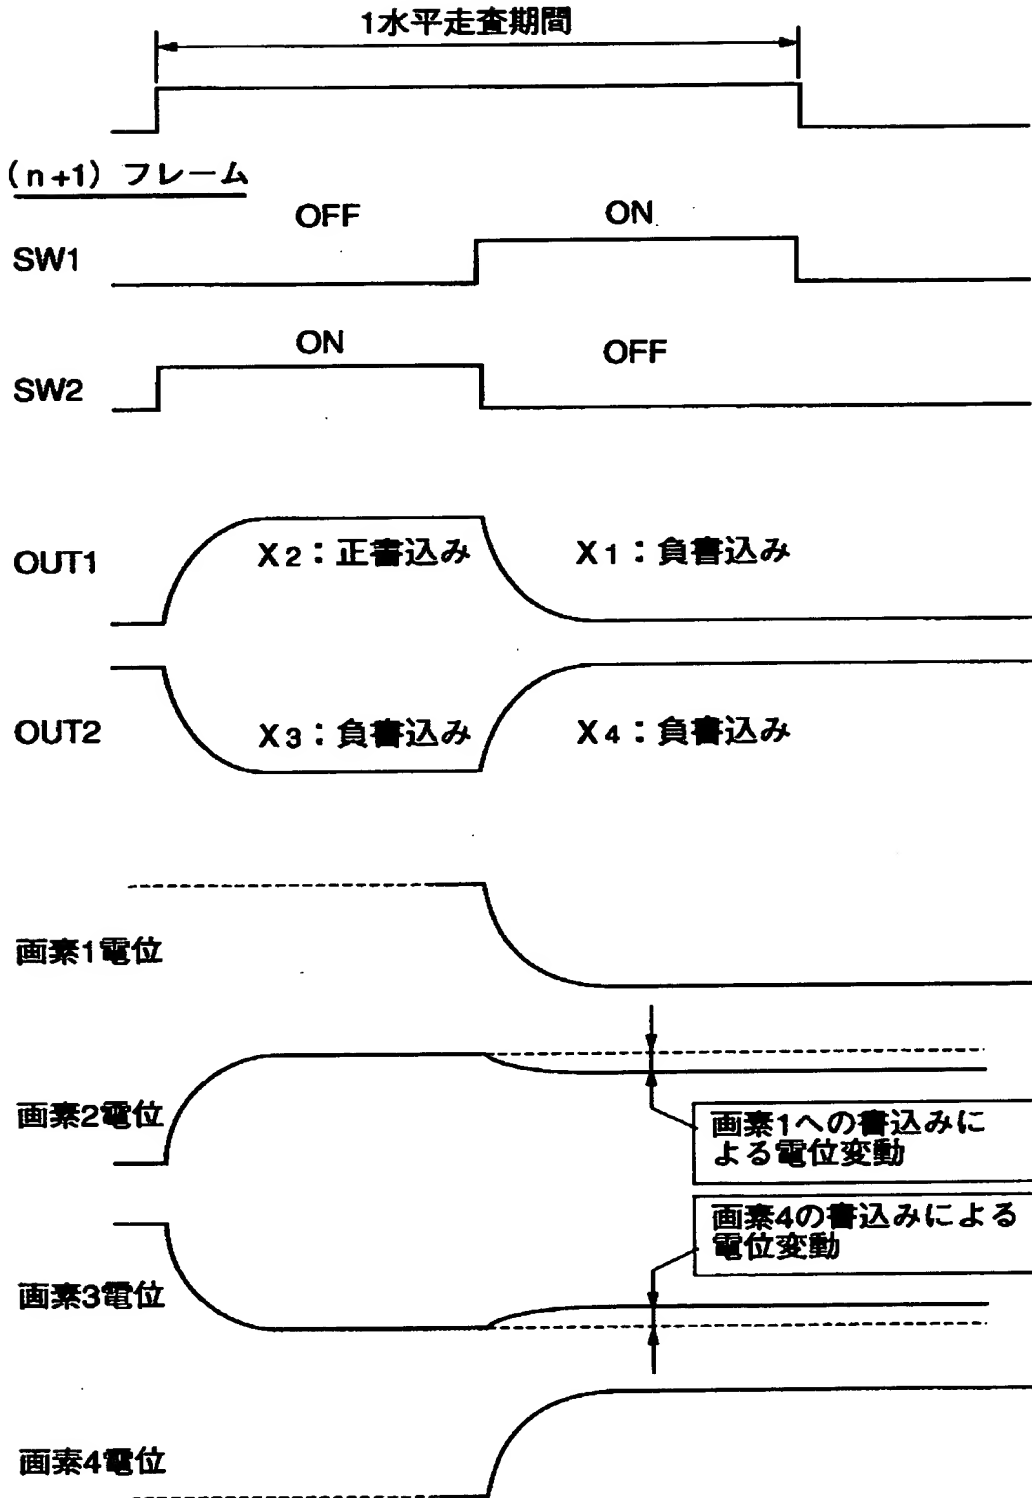 1水平走査期間
(n+1) フレーム
OFF
ON
SW1
ON
OFF
SW2
OUT1
X2：正書込み
X1：負書込み
OUT2
X3：負書込み
X4：負書込み
画素1電位
画素2電位
画素1への書込みに
よる電位変動
画素4の書込みによる
電位変動
画素3電位
画素4電位